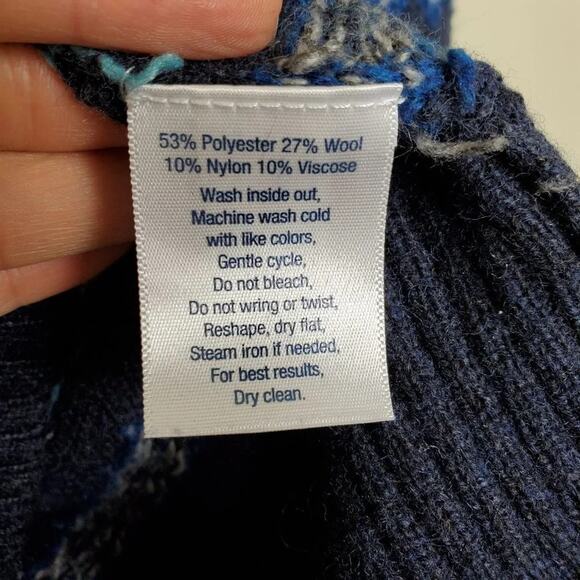 53% Polyester 27% Wool
10% Nylon 10% Viscose
Wash inside out,
Machine wash cold
with like colors,
Gentle cycle,
Do not bleach,
Do not wring or twist,
Reshape, dry flat,
Steam iron if needed,
For best results,
Dry clean.